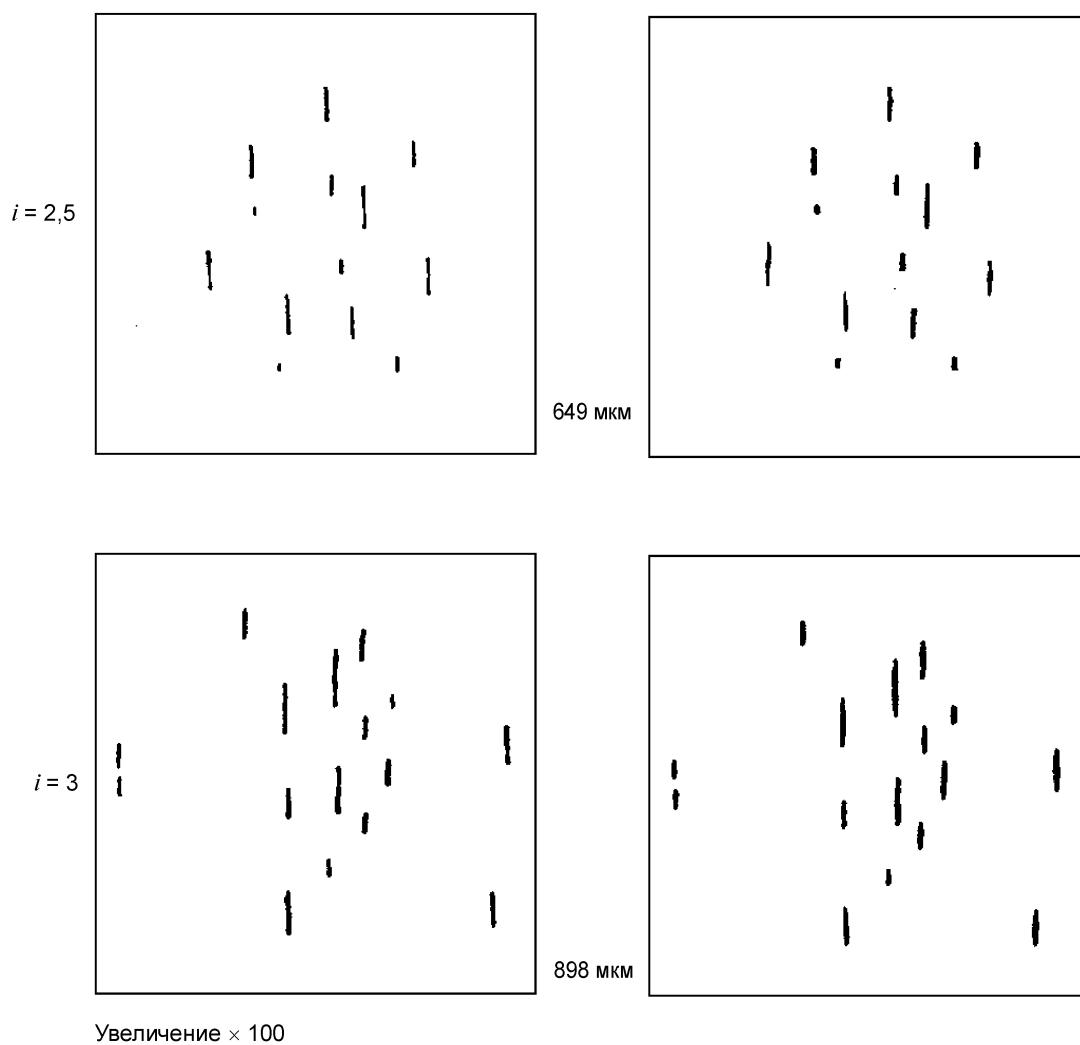 i = 2,5
649 мкм
i = 3
898 мкм
Увеличение × 100